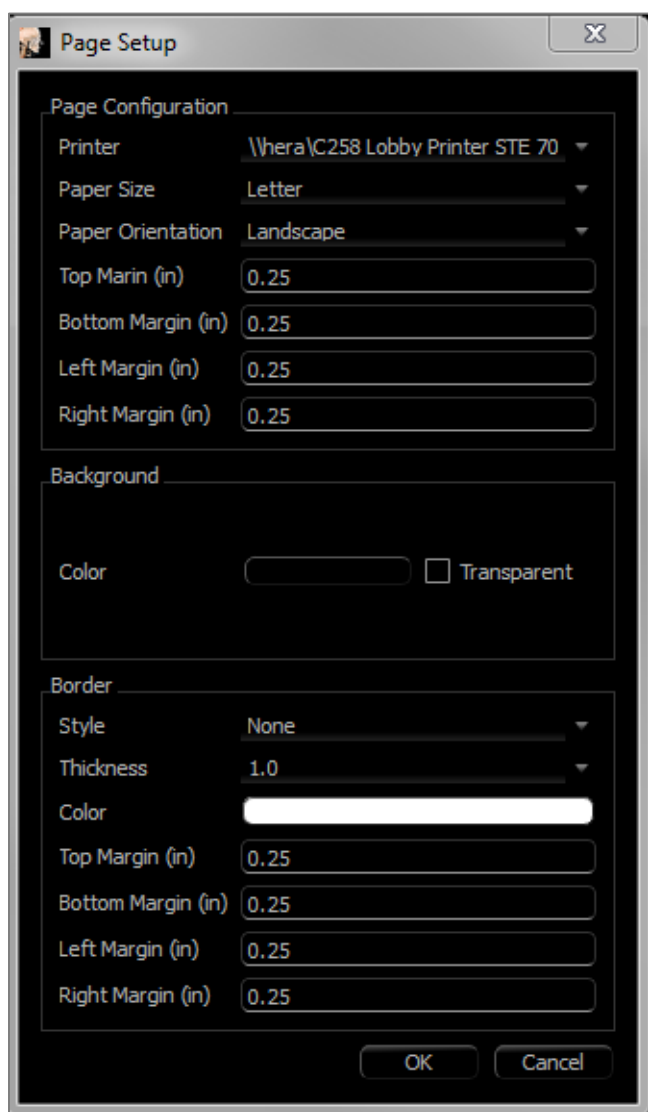 Page Setup
Page Configuration
Printer \\hera\C258 Lobby Printer STE 70
Paper Size Letter
Paper Orientation Landscape
Top Marin (in) 0.25
Bottom Margin (in) 0.25
Left Margin (in) 0.25
Right Margin (in) 0.25
Background
Color Transparent
Border
Style None
Thickness 1.0
Color
Top Margin (in) 0.25
Bottom Margin (in) 0.25
Left Margin (in) 0.25
Right Margin (in) 0.25
OK Cancel